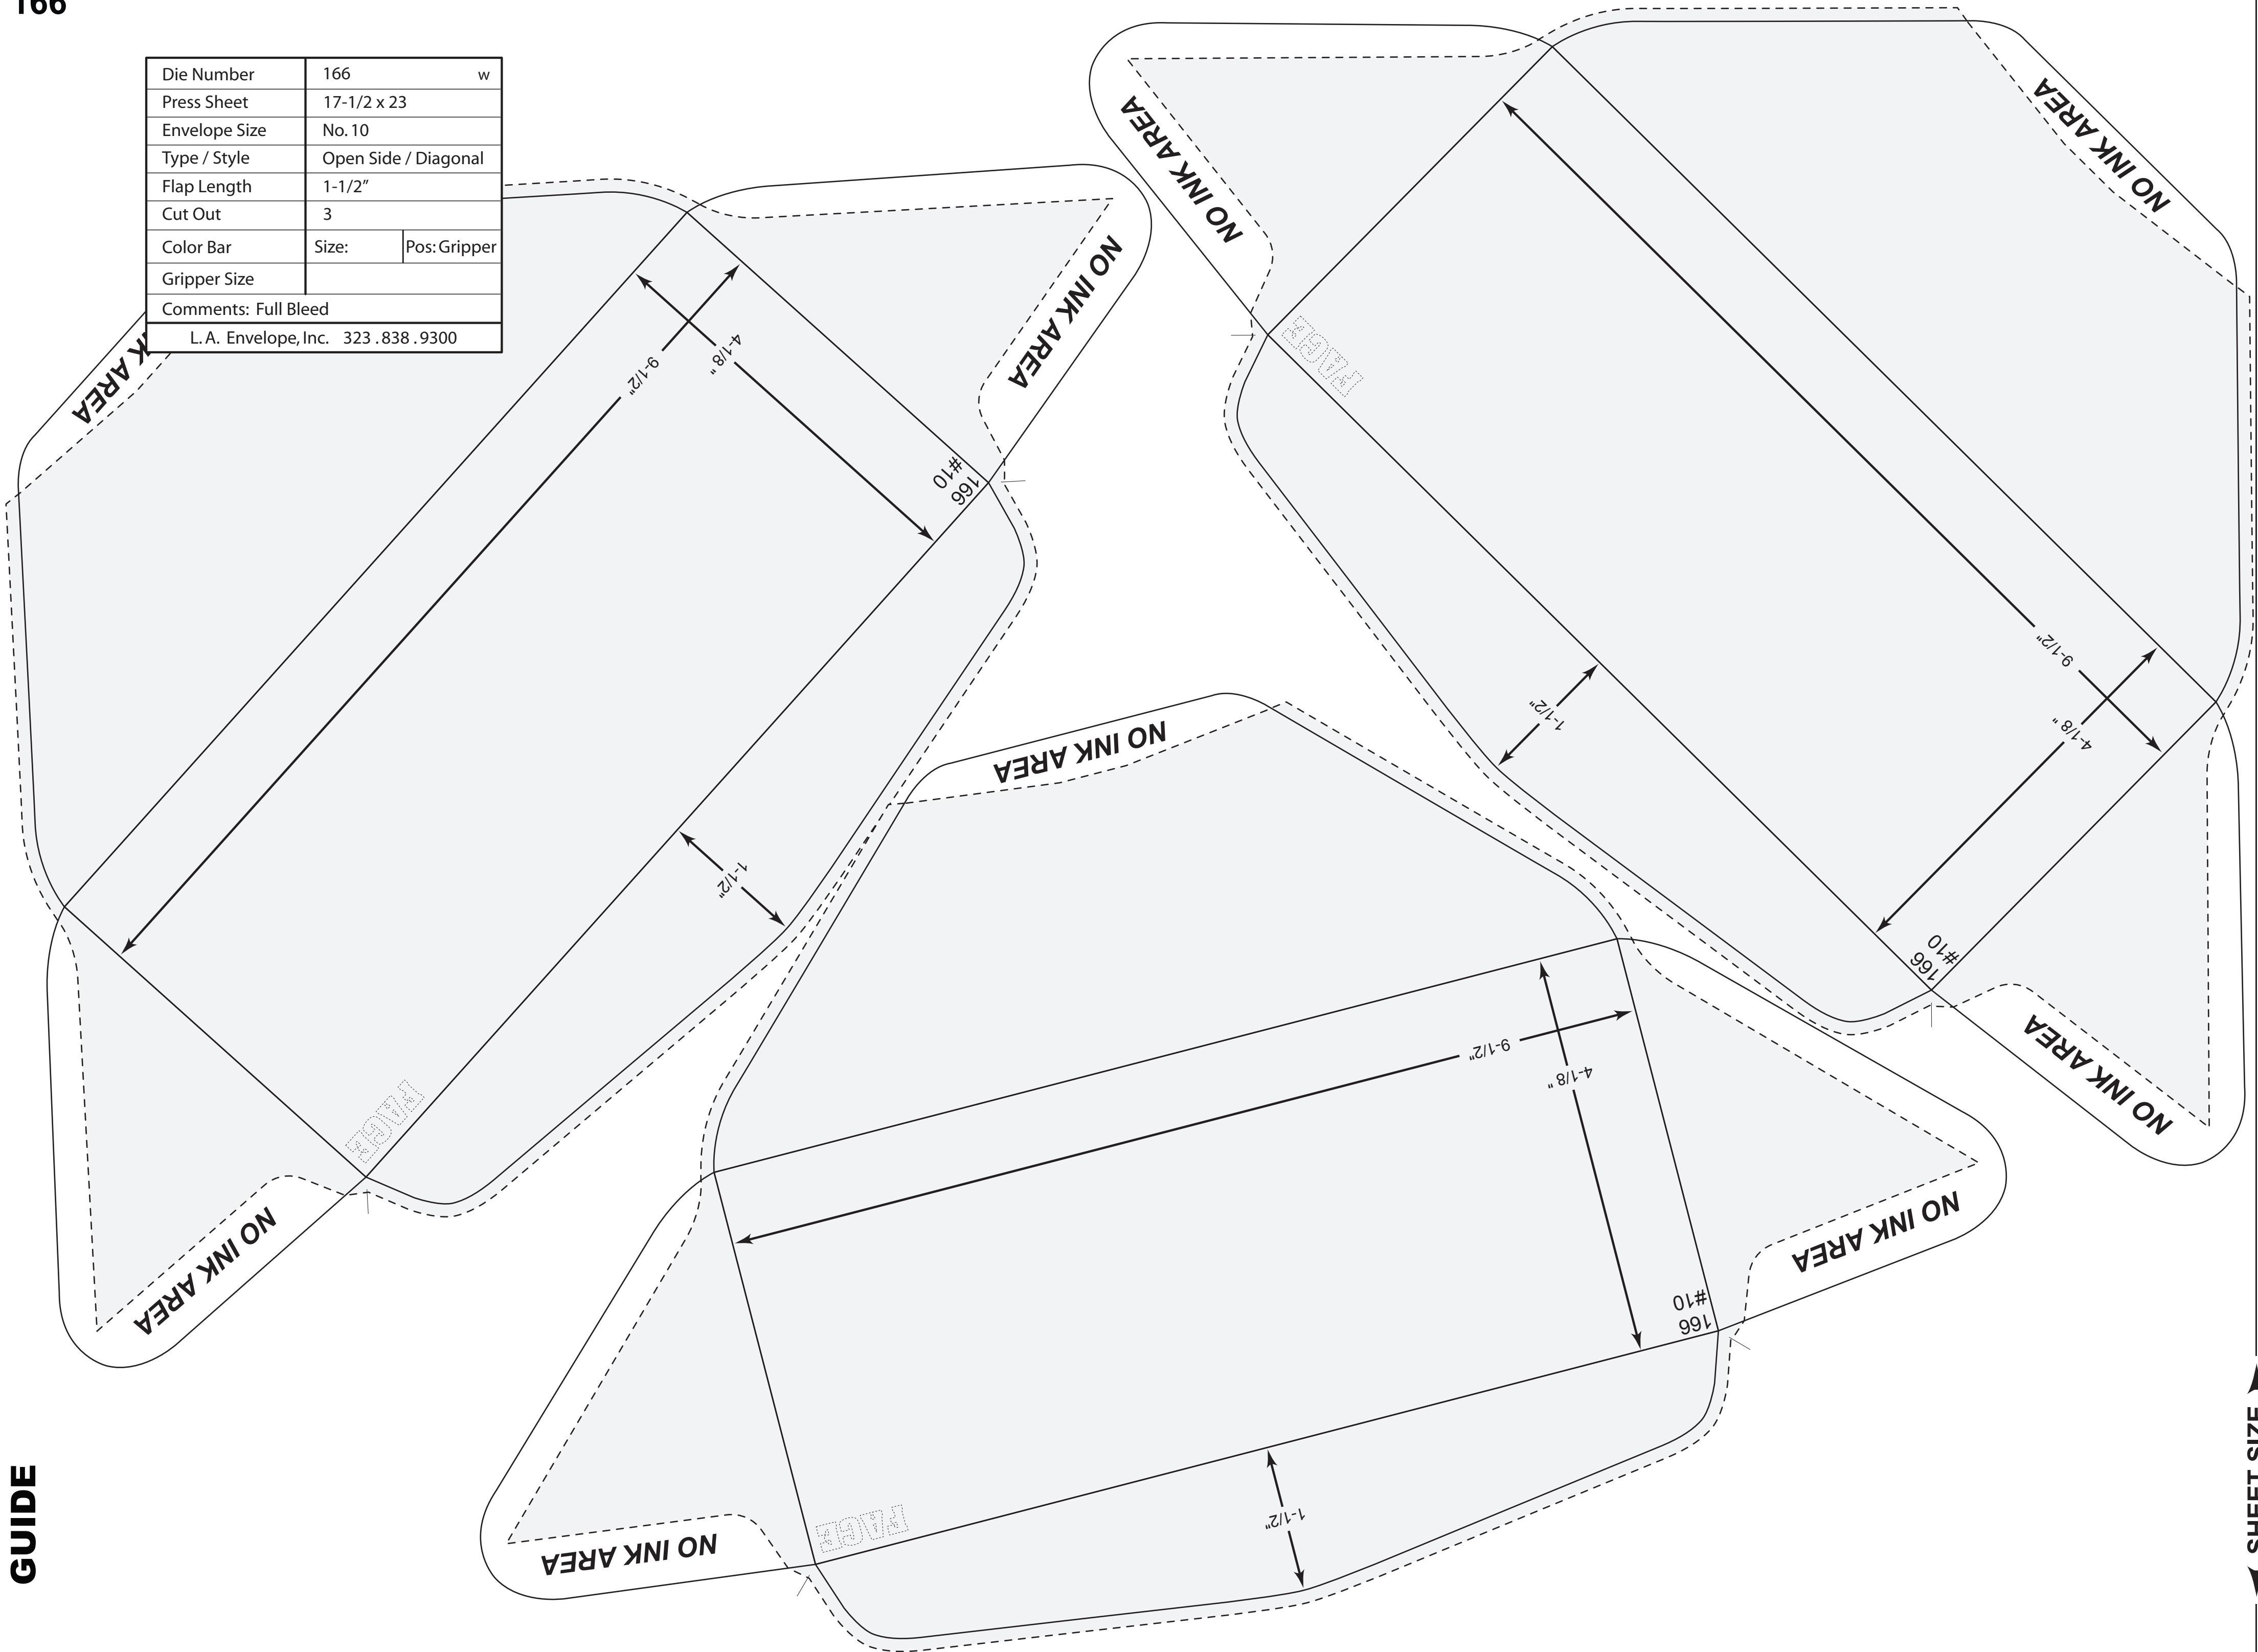 166
Die Number 166 w
Press Sheet 17-1/2 x 23
Envelope Size No. 10
Type / Style Open Side / Diagonal
Flap Length 1-1/2"
Cut Out 3
Color Bar Size: Pos: Gripper
Gripper Size
Comments: Full Bleed
L.A. Envelope, Inc. 323.838.9300
AREA
NO INK AREA
9-1/2"
4-1/8"
166
#10
1-1/2"
FACE
NO INK AREA
NO INK AREA
NO INK AREA
FACE
9-1/2"
4-1/8"
1-1/2"
166
#10
NO INK AREA
NO INK AREA
9-1/2"
4-1/8"
166
#10
NO INK AREA
1-1/2"
FACE
NO INK AREA
GUIDE
SHEET SIZE